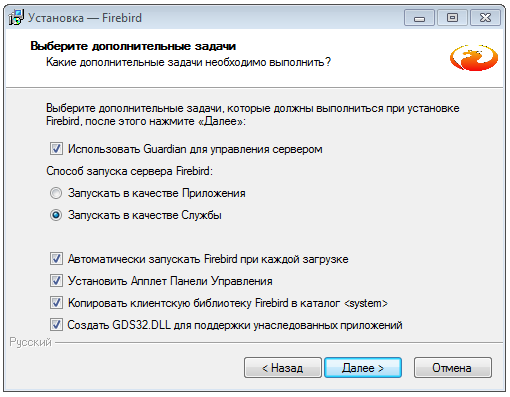 Установка — Firebird
Выберите дополнительные задачи
Какие дополнительные задачи необходимо выполнить?
Выберите дополнительные задачи, которые должны выполниться при установке
Firebird, после этого нажмите «Далее»:
Использовать Guardian для управления сервером
Способ запуска сервера Firebird:
Запускать в качестве Приложения
Запускать в качестве Службы
Автоматически запускать Firebird при каждой загрузке
Установить Апплет Панели Управления
Копировать клиентскую библиотеку Firebird в каталог <system>
Создать GDS32.DLL для поддержки унаследованных приложений
Русский
< Назад
Далее >
Отмена